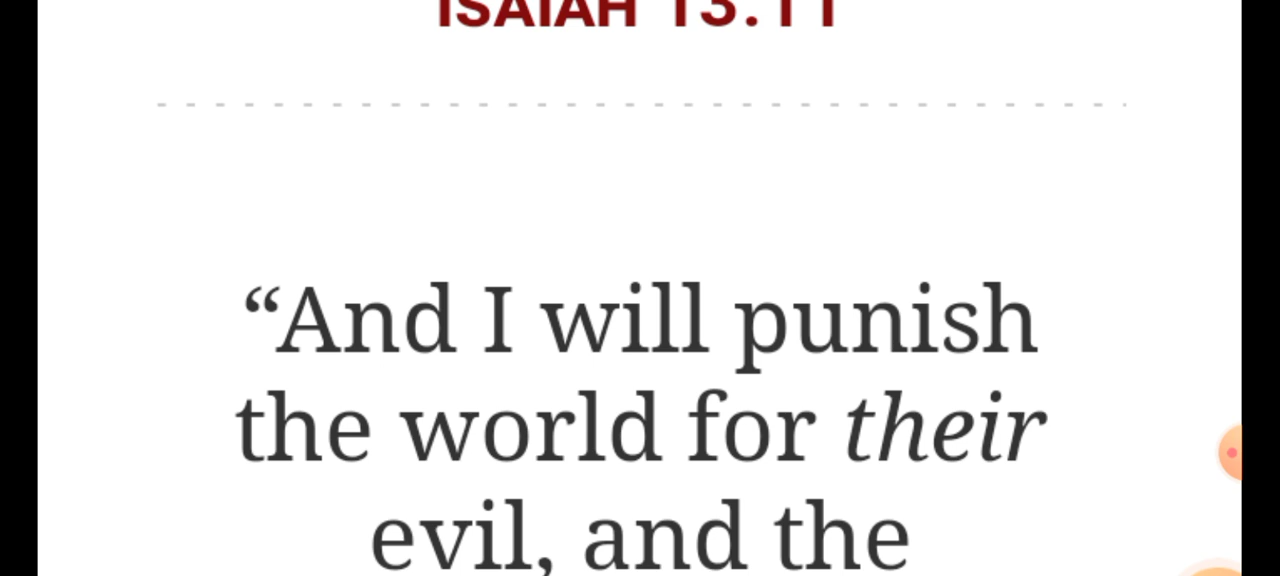 ISAIAH 13:11
“And I will punish
the world for their
evil, and the